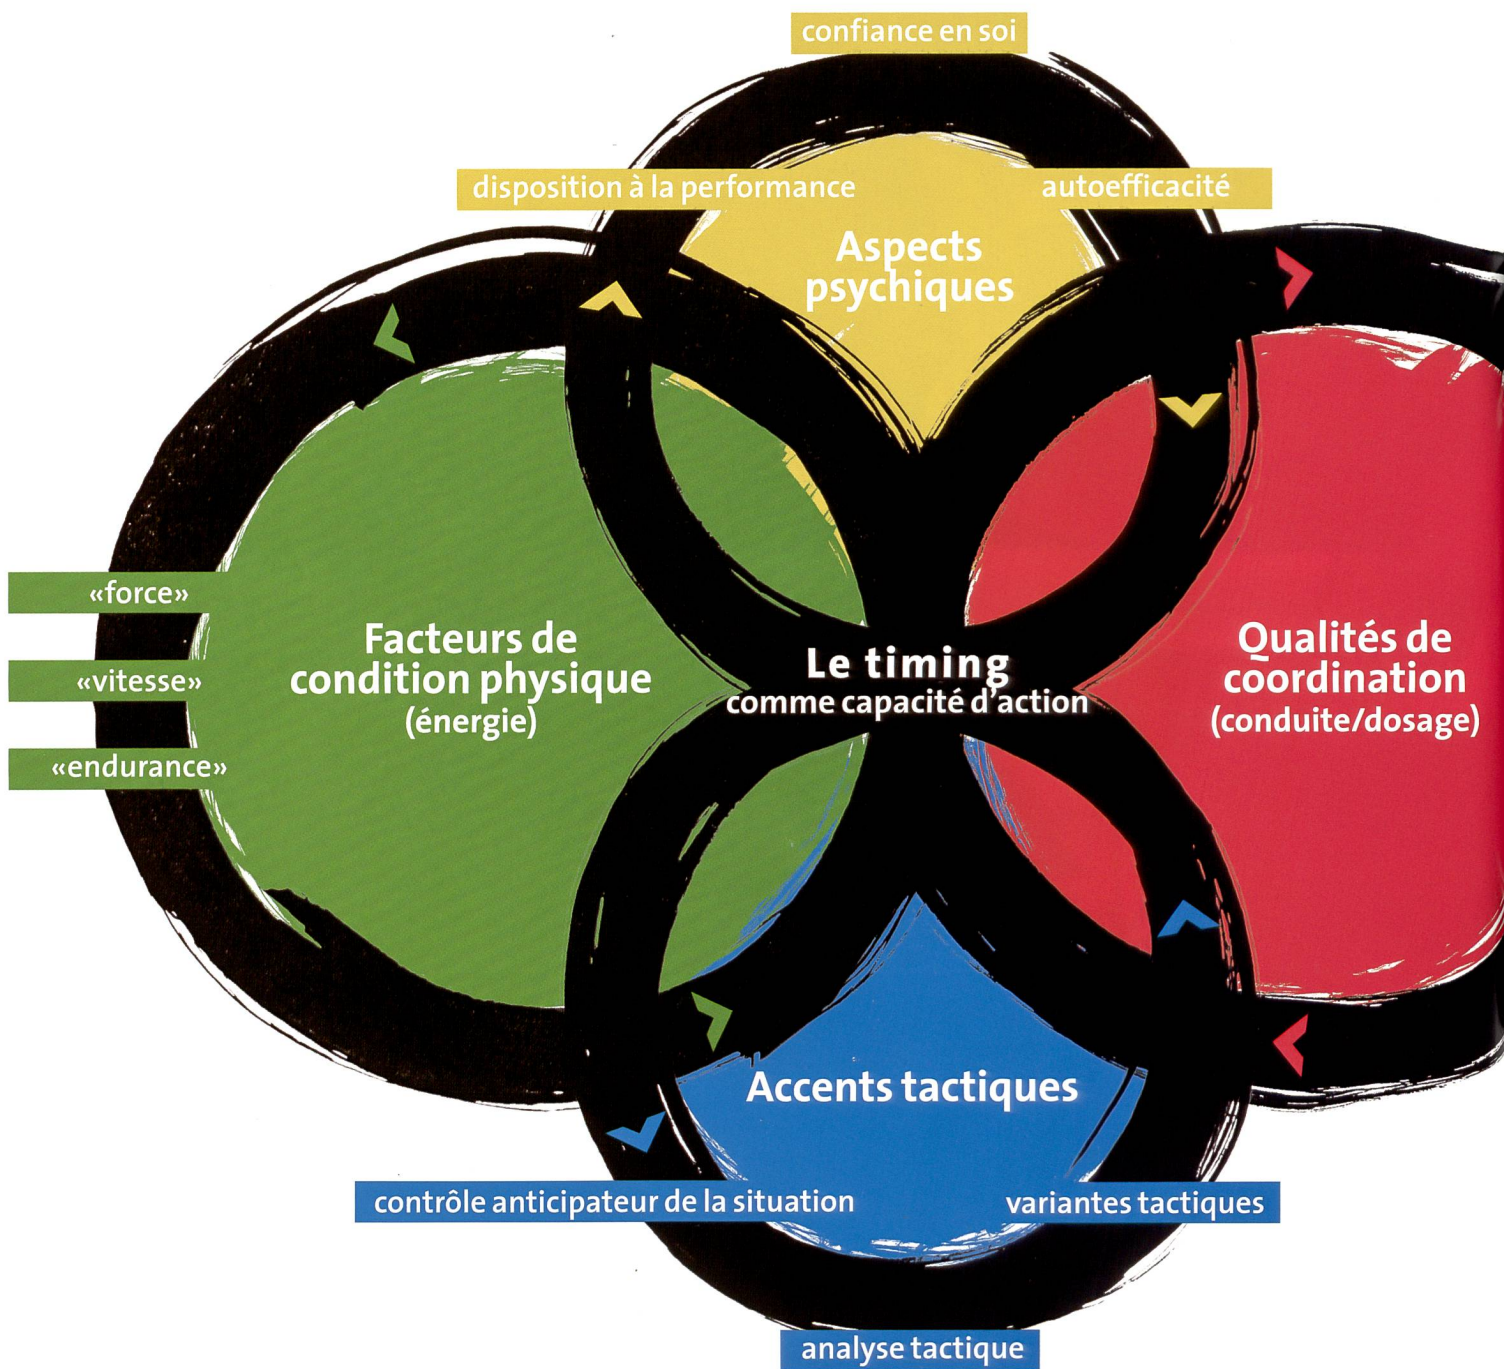 confiance en soi
disposition à la performance
autoefficacité
Aspects
psychiques
«force»
«vitesse»
«endurance»
Facteurs de
condition physique
(énergie)
Le timing
comme capacité d'action
Qualités de
coordination
(conduite/dosage)
Accents tactiques
contrôle anticipateur de la situation
variantes tactiques
analyse tactique